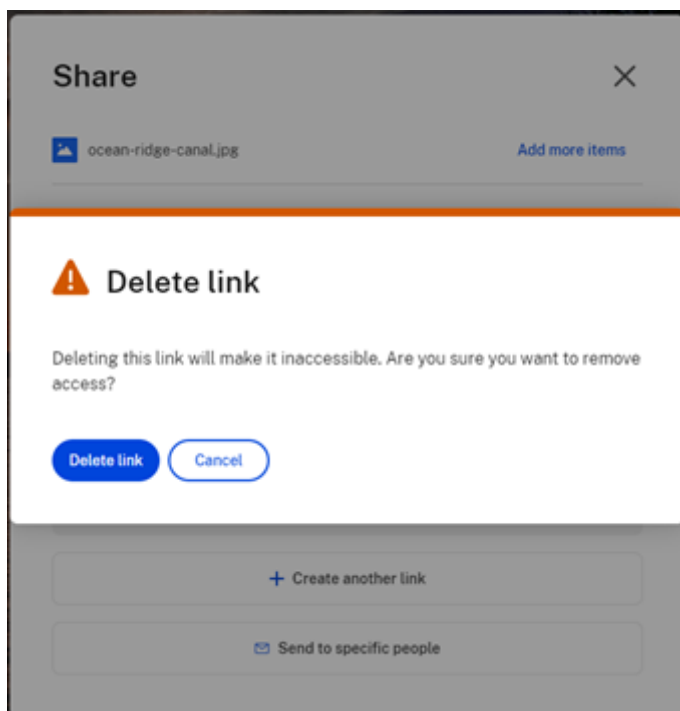 Share
ocean-ridge-canal.jpg
Add more items
Delete link
Deleting this link will make it inaccessible. Are you sure you want to remove
access?
Delete link
Cancel
Create another link
Send to specific people